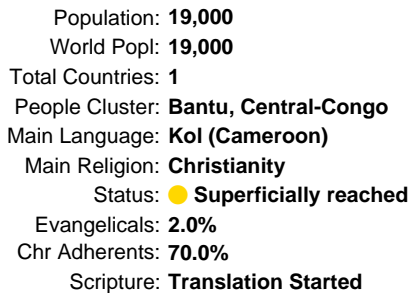 Population: 19,000
World Popl: 19,000
Total Countries: 1
People Cluster: Bantu, Central-Congo
Main Language: Kol (Cameroon)
Main Religion: Christianity
Status: Superficially reached
Evangelicals: 2.0%
Chr Adherents: 70.0%
Scripture: Translation Started